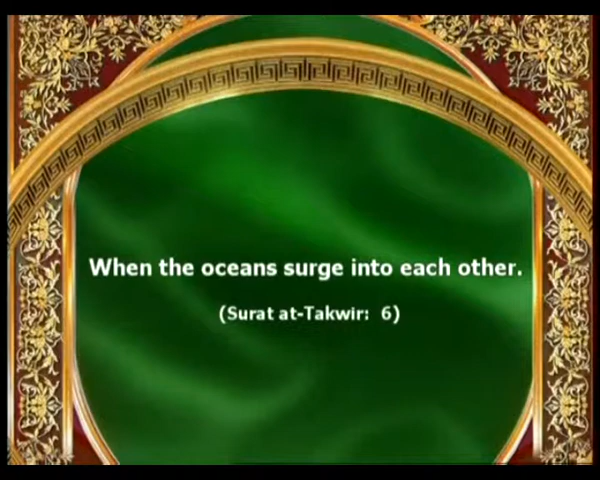 When the oceans surge into each other.
(Surat at-Takwir:  6)